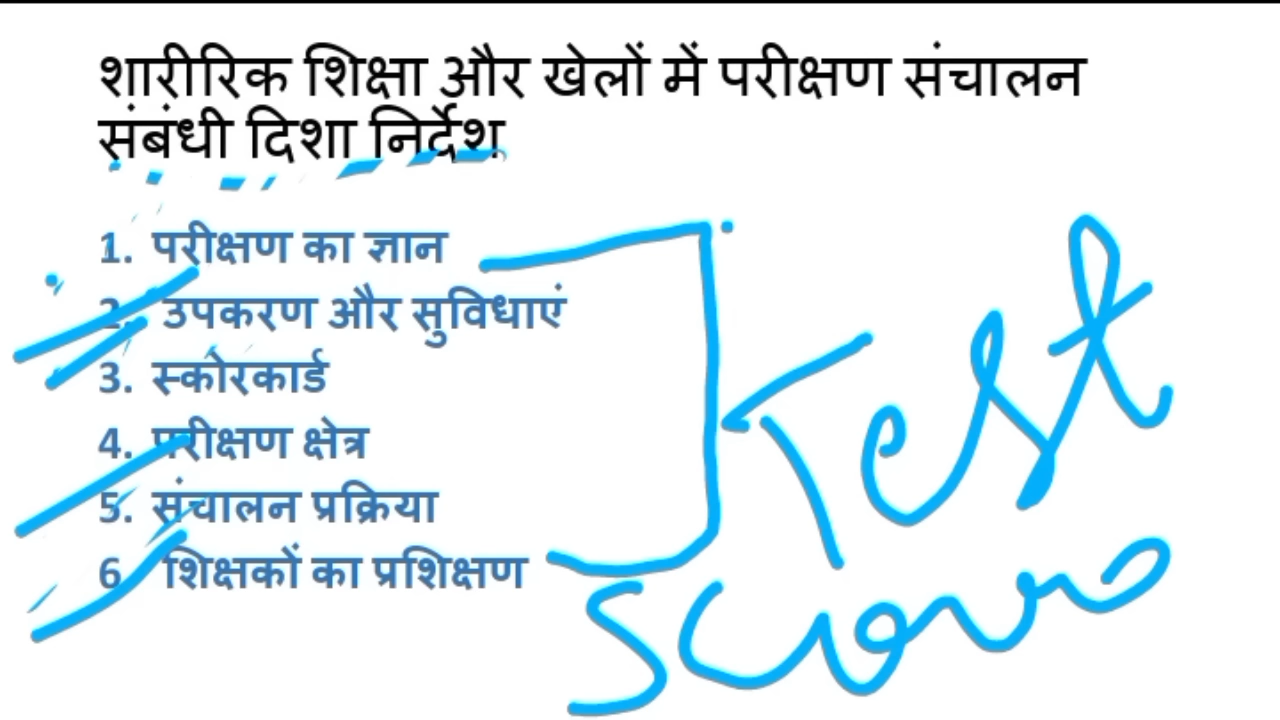 शारीरिक शिक्षा और खेलों में परीक्षण संचालन
संबंधी दिशा निर्देश
1. परीक्षण का ज्ञान
2. उपकरण और सुविधाएं
3. स्कोरकार्ड
4. परीक्षण क्षेत्र
5. संचालन प्रक्रिया
6 शिक्षकों का प्रशिक्षण
Test